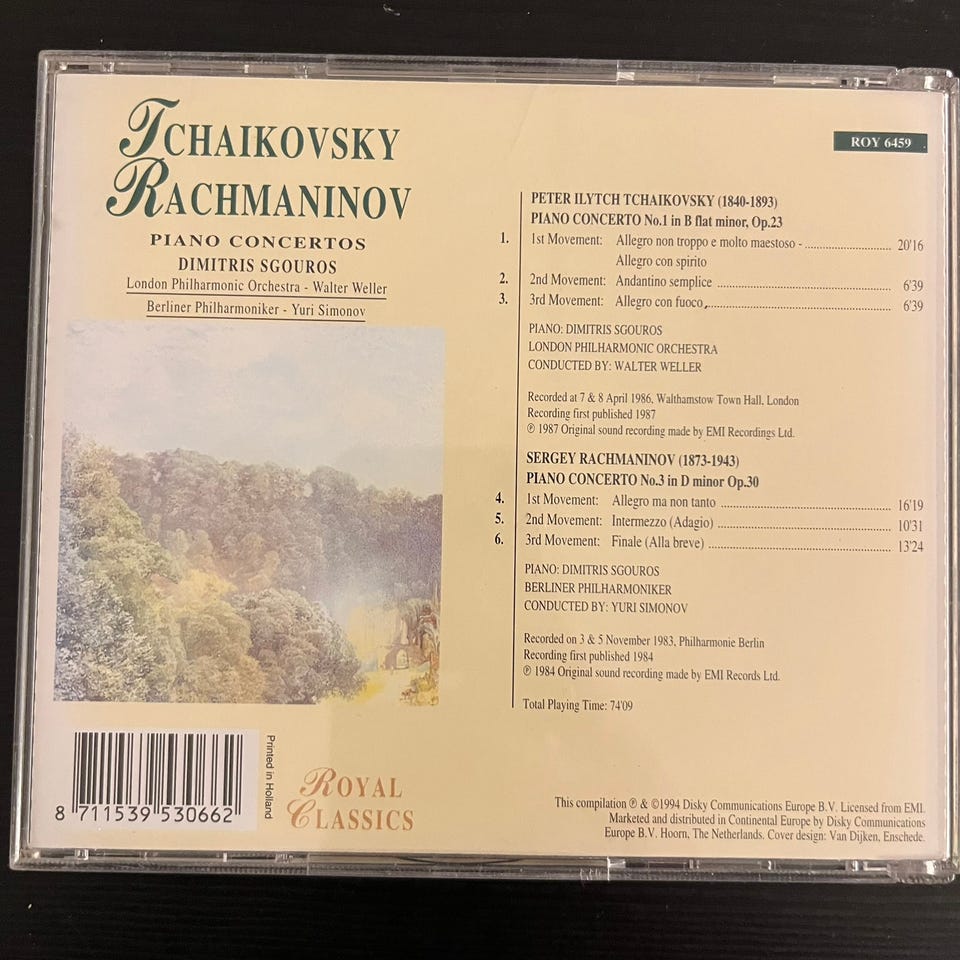 TCHAIKOVSKY
RACHMANINOV
PIANO CONCERTOS
DIMITRIS SGOUROS
London Philharmonic Orchestra - Walter Weller
Berliner Philharmoniker - Yuri Simonov
ROY 6459
PETER ILYTCH TCHAIKOVSKY (1840-1893)
PIANO CONCERTO No.1 in B flat minor, Op.23
1. 1st Movement: Allegro non troppo e molto maestoso - 20'16
Allegro con spirito
2. 2nd Movement: Andantino semplice 6'39
3. 3rd Movement: Allegro con fuoco 6'39
PIANO: DIMITRIS SGOUROS
LONDON PHILHARMONIC ORCHESTRA
CONDUCTED BY: WALTER WELLER
Recorded at 7 & 8 April 1986, Walthamstow Town Hall, London
Recording first published 1987
℗ 1987 Original sound recording made by EMI Recordings Ltd.
SERGEY RACHMANINOV (1873-1943)
PIANO CONCERTO No.3 in D minor Op.30
4. 1st Movement: Allegro ma non tanto 16'19
5. 2nd Movement: Intermezzo (Adagio) 10'31
6. 3rd Movement: Finale (Alla breve) 13'24
PIANO: DIMITRIS SGOUROS
BERLINER PHILHARMONIKER
CONDUCTED BY: YURI SIMONOV
Recorded on 3 & 5 November 1983, Philharmonie Berlin
Recording first published 1984
℗ 1984 Original sound recording made by EMI Records Ltd.
Total Playing Time: 74'09
8 711539 530662
Printed in Holland
ROYAL
CLASSICS
This compilation ℗ & ©1994 Disky Communications Europe B.V. Licensed from EMI.
Marketed and distributed in Continental Europe by Disky Communications
Europe B.V. Hoorn, The Netherlands. Cover design: Van Dijken, Enschede.